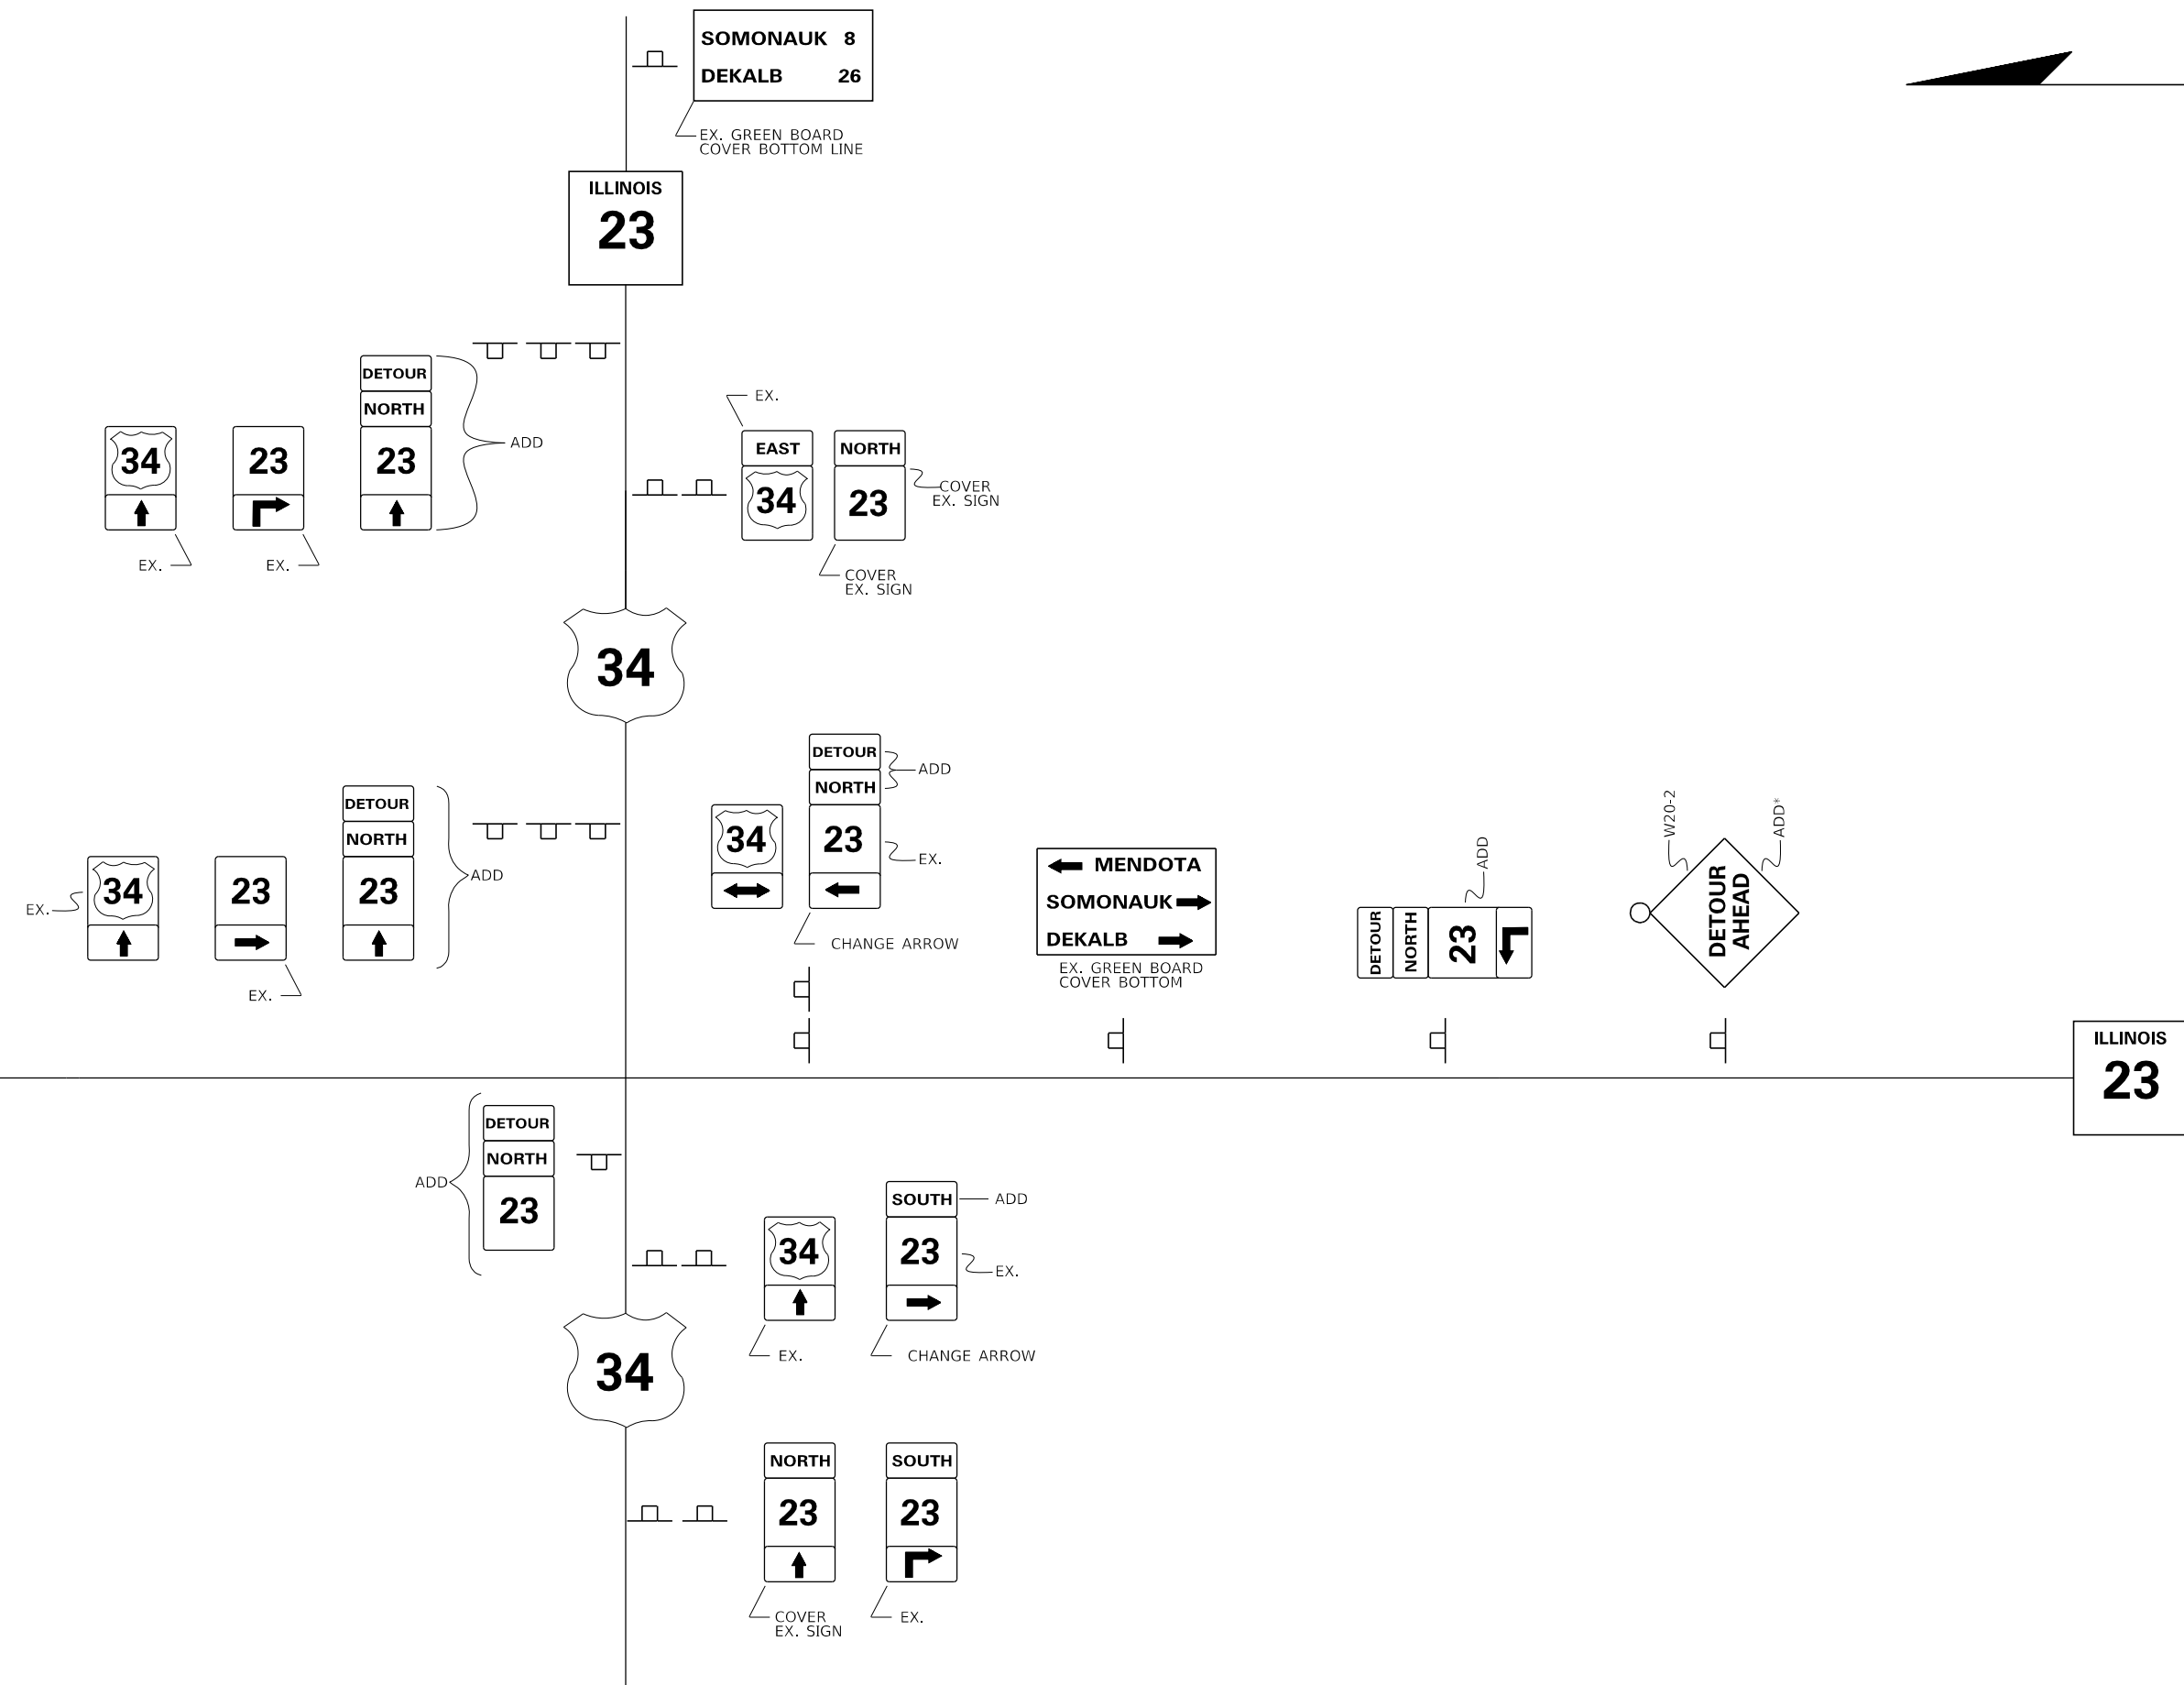 SOMONAUK 8
DEKALB 26
EX. GREEN BOARD
COVER BOTTOM LINE
ILLINOIS
23
DETOUR
NORTH
23
ADD
34
EX.
23
EX.
EX.
EAST
34
NORTH
23
COVER
EX. SIGN
COVER
EX. SIGN
34
DETOUR
NORTH
23
ADD
34
EX.
23
EX.
34
DETOUR
NORTH
ADD
23
EX.
CHANGE ARROW
MENDOTA
SOMONAUK
DEKALB
EX. GREEN BOARD
COVER BOTTOM
DETOUR
NORTH
23
ADD
W20-2
ADD*
DETOUR
AHEAD
ILLINOIS
23
DETOUR
NORTH
23
ADD
34
EX.
SOUTH
ADD
23
EX.
CHANGE ARROW
34
NORTH
23
COVER
EX. SIGN
SOUTH
23
EX.